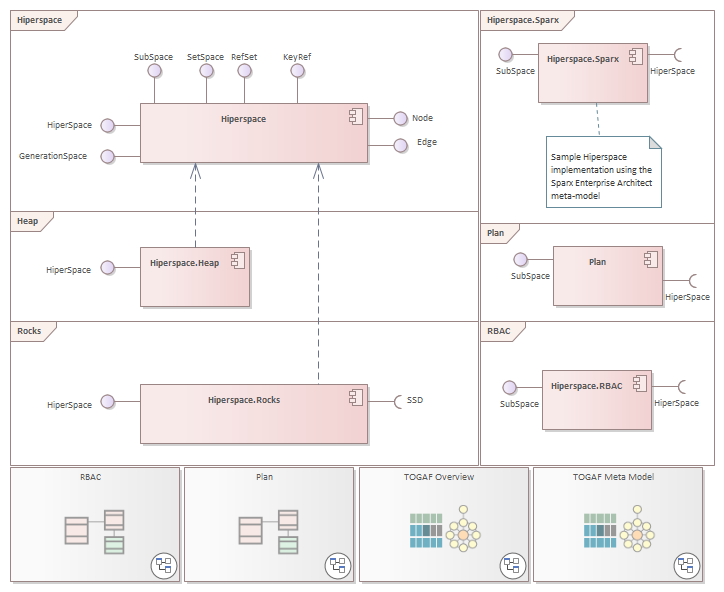 Hiperspace
SubSpace
SetSpace
RefSet
KeyRef
HiperSpace
GenerationSpace
Hiperspace
Node
Edge
Heap
HiperSpace
Hiperspace.Heap
Rocks
HiperSpace
Hiperspace.Rocks
SSD
Hiperspace.Sparx
SubSpace
Hiperspace.Sparx
HiperSpace
Sample Hiperspace
implementation using the
Sparx Enterprise Architect
meta-model
Plan
SubSpace
Plan
HiperSpace
RBAC
SubSpace
Hiperspace.RBAC
HiperSpace
RBAC
Plan
TOGAF Overview
TOGAF Meta Model